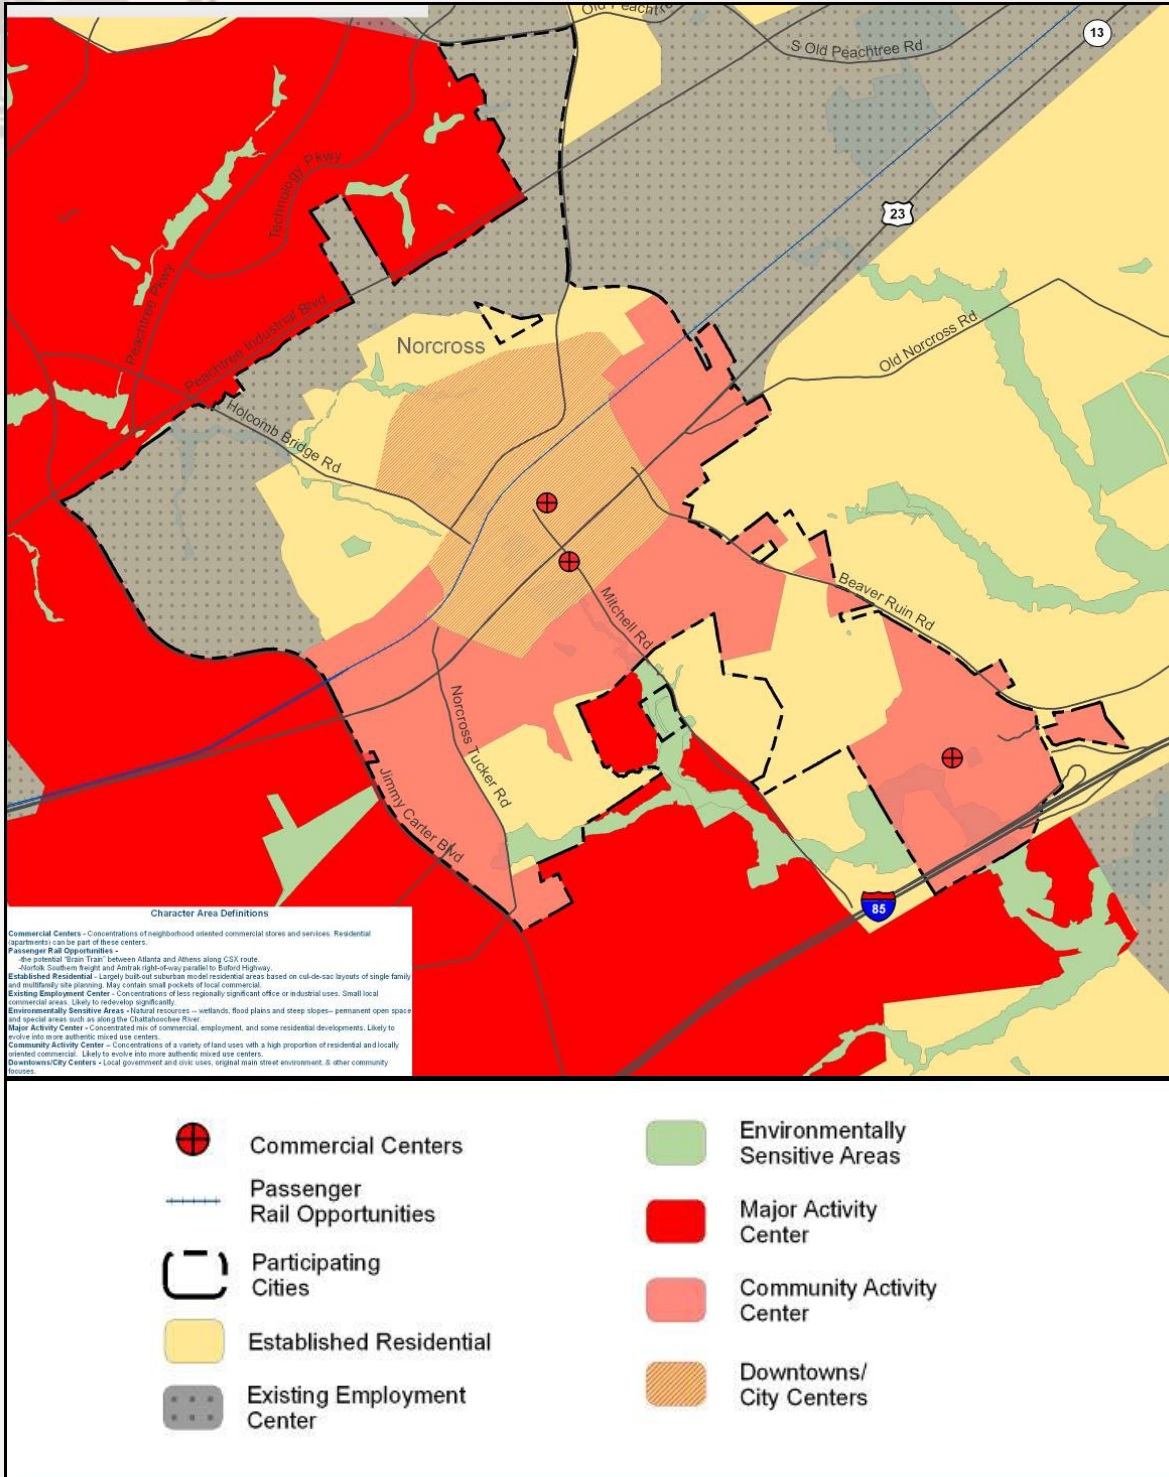 Old Peachtre
S Old Peachtree Rd
13
23
Technology Pkwy
Peachtree Pkwy
Peachtree Industrial Blvd
Norcross
Old Norcross Rd
Holcomb Bridge Rd
Mitchell Rd
Beaver Ruin Rd
Norcross Tucker Rd
Jimmy Carter Blvd
85
Character Area Definitions
Commercial Centers - Concentrations of neighborhood oriented commercial stores and services. Residential
(apartments) can be part of these centers.
Passenger Rail Opportunities -
-the potential "Brain Train" between Atlanta and Athens along CSX route.
-Norfolk Southern freight and Amtrak right-of-way parallel to Buford Highway.
Established Residential - Largely built-out suburban model residential areas based on cul-de-sac layouts of single family
and multifamily site planning. May contain small pockets of local commercial.
Existing Employment Center - Concentrations of less regionally significant office or industrial uses. Small local
commercial areas. Likely to redevelop significantly.
Environmentally Sensitive Areas - Natural resources -- wetlands, flood plains and steep slopes-- permanent open space
and special areas such as along the Chattahoochee River.
Major Activity Center - Concentrated mix of commercial, employment, and some residential developments. Likely to
evolve into more authentic mixed use centers.
Community Activity Center – Concentrations of a variety of land uses with a high proportion of residential and locally
oriented commercial. Likely to evolve into more authentic mixed use centers.
Downtowns/City Centers - Local government and civic uses, original main street environment, & other community
focuses.
Commercial Centers
Passenger
Rail Opportunities
Participating
Cities
Established Residential
Existing Employment
Center
Environmentally
Sensitive Areas
Major Activity
Center
Community Activity
Center
Downtowns/
City Centers